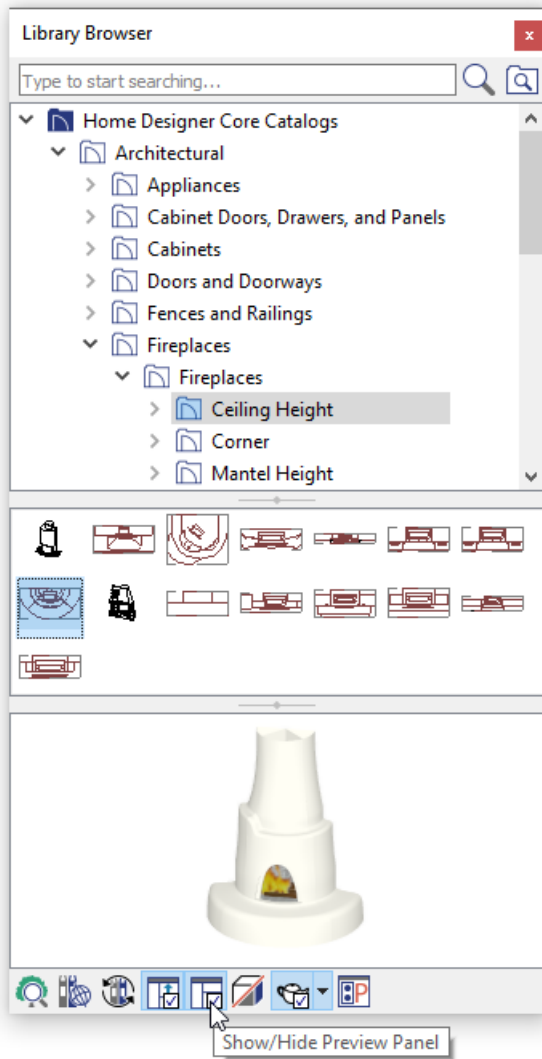 Library Browser
x
Type to start searching...
Home Designer Core Catalogs
Architectural
Appliances
Cabinet Doors, Drawers, and Panels
Cabinets
Doors and Doorways
Fences and Railings
Fireplaces
Fireplaces
Ceiling Height
Corner
Mantel Height
P
Show/Hide Preview Panel